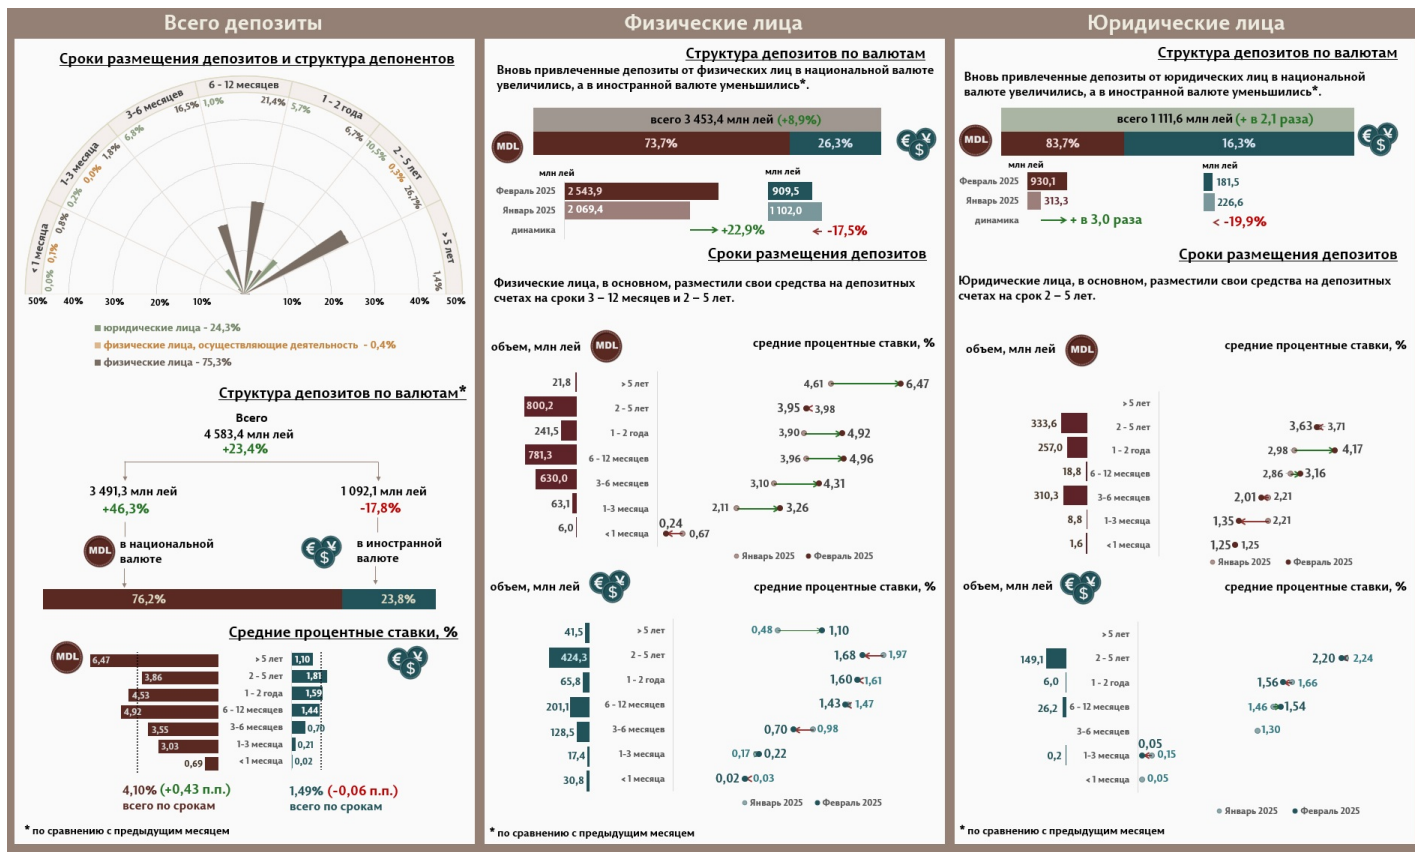 Всего депозиты
Сроки размещения депозитов и структура депонентов
< 1 месяца
1-3 месяца
3-6 месяцев
6 - 12 месяцев
1 - 2 года
2 - 5 лет
> 5 лет
0,0%
0,1%
0,8%
0,2%
0,0%
1,8%
6,8%
16,5%
1,0%
21,4%
5,7%
6,7%
10,5%
0,3%
26,7%
1,4%
50%
40%
30%
20%
10%
10%
20%
30%
40%
50%
юридические лица - 24,3%
физические лица, осуществляющие деятельность - 0,4%
физические лица - 75,3%
Структура депозитов по валютам*
Всего
4 583,4 млн лей
+23,4%
3 491,3 млн лей
+46,3%
1 092,1 млн лей
-17,8%
MDL
в национальной
валюте
€ ¥ $
в иностранной
валюте
76,2%
23,8%
Средние процентные ставки, %
MDL
€ ¥ $
6,47 > 5 лет 1,10
3,86 2 - 5 лет 1,81
4,53 1 - 2 года 1,59
4,92 6 - 12 месяцев 1,44
3,55 3-6 месяцев 0,70
3,03 1-3 месяца 0,21
0,69 < 1 месяца 0,02
4,10% (+0,43 п.п.)
всего по срокам
1,49% (-0,06 п.п.)
всего по срокам
* по сравнению с предыдущим месяцем
Физические лица
Структура депозитов по валютам
Вновь привлеченные депозиты от физических лиц в национальной валюте
увеличились, а в иностранной валюте уменьшились*.
всего 3 453,4 млн лей (+8,9%)
MDL
73,7%
26,3%
€ ¥ $
млн лей
млн лей
Февраль 2025 2 543,9 909,5
Январь 2025 2 069,4 1 102,0
динамика +22,9% -17,5%
Сроки размещения депозитов
Физические лица, в основном, разместили свои средства на депозитных
счетах на сроки 3 – 12 месяцев и 2 – 5 лет.
объем, млн лей MDL средние процентные ставки, %
21,8 > 5 лет 4,61 6,47
800,2 2 - 5 лет 3,95 3,98
241,5 1 - 2 года 3,90 4,92
781,3 6 - 12 месяцев 3,96 4,96
630,0 3-6 месяцев 3,10 4,31
63,1 1-3 месяца 2,11 3,26
6,0 < 1 месяца 0,24 0,67
Январь 2025 Февраль 2025
объем, млн лей € ¥ $ средние процентные ставки, %
41,5 > 5 лет 0,48 1,10
424,3 2 - 5 лет 1,68 1,97
65,8 1 - 2 года 1,60 1,61
201,1 6 - 12 месяцев 1,43 1,47
128,5 3-6 месяцев 0,70 0,98
17,4 1-3 месяца 0,17 0,22
30,8 < 1 месяца 0,02 0,03
Январь 2025 Февраль 2025
* по сравнению с предыдущим месяцем
Юридические лица
Структура депозитов по валютам
Вновь привлеченные депозиты от юридических лиц в национальной
валюте увеличились, а в иностранной валюте уменьшились*.
всего 1 111,6 млн лей (+ в 2,1 раза)
MDL
83,7%
16,3%
€ ¥ $
млн лей
млн лей
Февраль 2025 930,1 181,5
Январь 2025 313,3 226,6
динамика + в 3,0 раза -19,9%
Сроки размещения депозитов
Юридические лица, в основном, разместили свои средства на депозитных
счетах на срок 2 – 5 лет.
объем, млн лей MDL средние процентные ставки, %
> 5 лет
333,6 2 - 5 лет 3,63 3,71
257,0 1 - 2 года 2,98 4,17
18,8 6 - 12 месяцев 2,86 3,16
310,3 3-6 месяцев 2,01 2,21
8,8 1-3 месяца 1,35 2,21
1,6 < 1 месяца 1,25 1,25
Январь 2025 Февраль 2025
объем, млн лей € ¥ $ средние процентные ставки, %
> 5 лет
149,1 2 - 5 лет 2,20 2,24
6,0 1 - 2 года 1,56 1,66
26,2 6 - 12 месяцев 1,46 1,54
3-6 месяцев 1,30
0,2 1-3 месяца 0,05 0,15
< 1 месяца 0,05
Январь 2025 Февраль 2025
* по сравнению с предыдущим месяцем